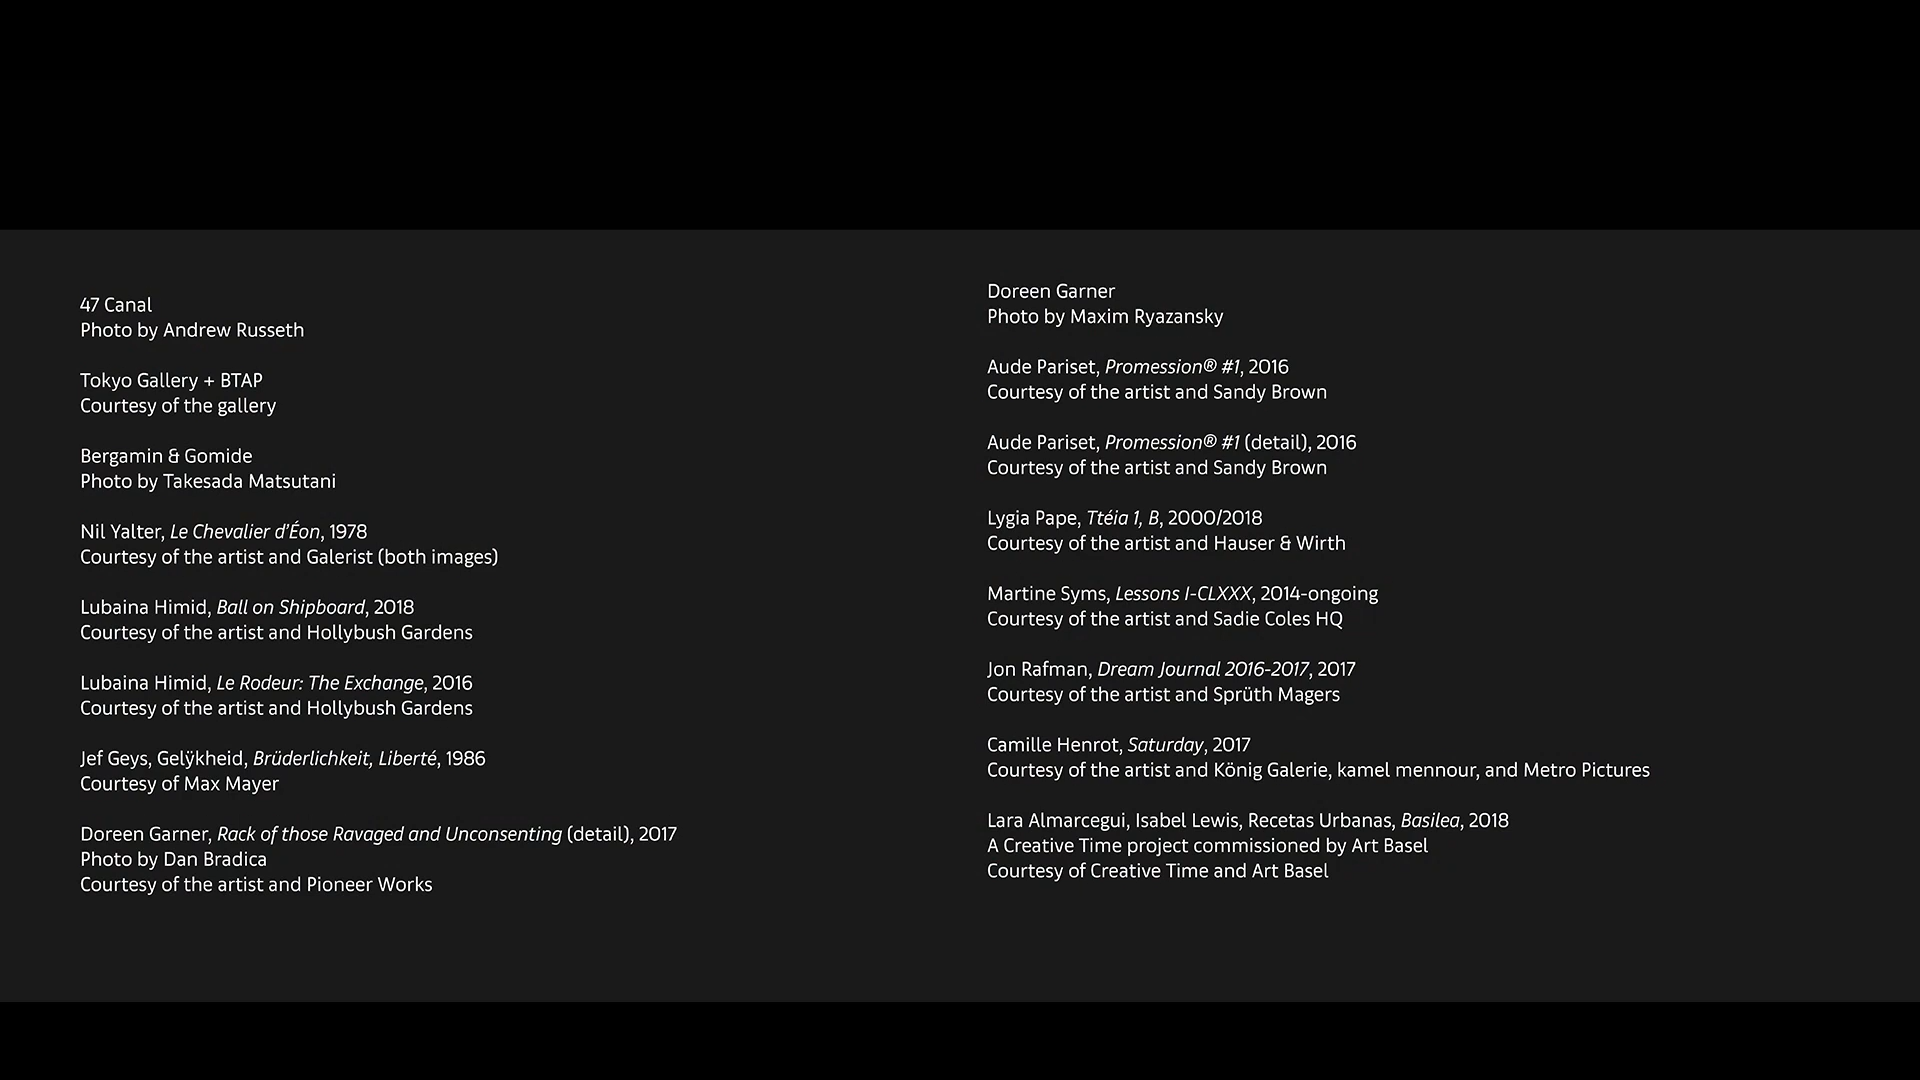 47 Canal
Photo by Andrew Russeth
Tokyo Gallery + BTAP
Courtesy of the gallery
Bergamin & Gomide
Photo by Takesada Matsutani
Nil Yalter, Le Chevalier d’Éon, 1978
Courtesy of the artist and Galerist (both images)
Lubaina Himid, Ball on Shipboard, 2018
Courtesy of the artist and Hollybush Gardens
Lubaina Himid, Le Rodeur: The Exchange, 2016
Courtesy of the artist and Hollybush Gardens
Jef Geys, Gelÿkheid, Brüderlichkeit, Liberté, 1986
Courtesy of Max Mayer
Doreen Garner, Rack of those Ravaged and Unconsenting (detail), 2017
Photo by Dan Bradica
Courtesy of the artist and Pioneer Works
Doreen Garner
Photo by Maxim Ryazansky
Aude Pariset, Promession® #1, 2016
Courtesy of the artist and Sandy Brown
Aude Pariset, Promession® #1 (detail), 2016
Courtesy of the artist and Sandy Brown
Lygia Pape, Ttéia 1, B, 2000/2018
Courtesy of the artist and Hauser & Wirth
Martine Syms, Lessons I-CLXXX, 2014-ongoing
Courtesy of the artist and Sadie Coles HQ
Jon Rafman, Dream Journal 2016-2017, 2017
Courtesy of the artist and Sprüth Magers
Camille Henrot, Saturday, 2017
Courtesy of the artist and König Galerie, kamel mennour, and Metro Pictures
Lara Almarcegui, Isabel Lewis, Recetas Urbanas, Basilea, 2018
A Creative Time project commissioned by Art Basel
Courtesy of Creative Time and Art Basel